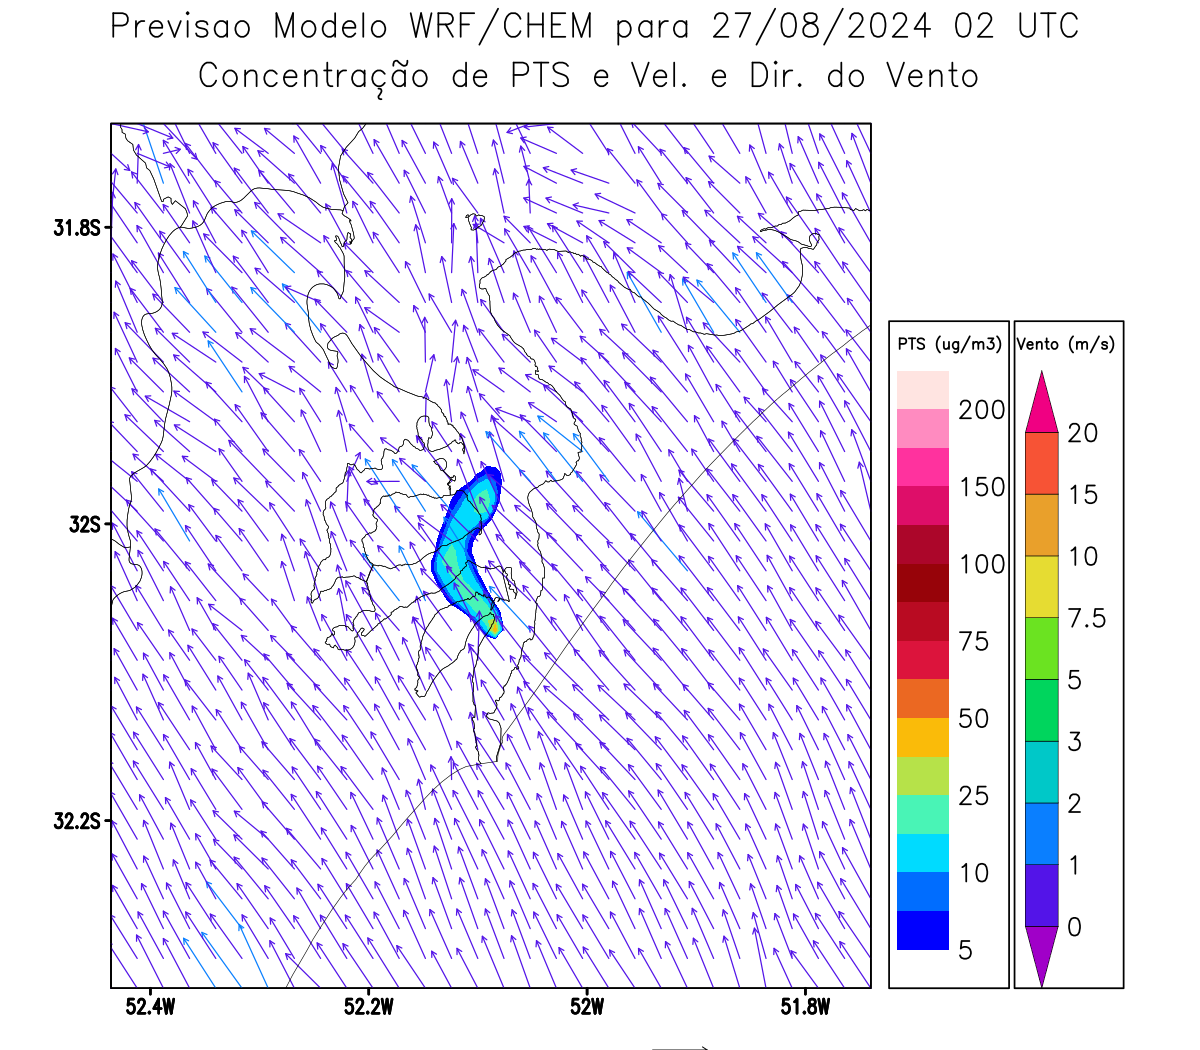 Previsao Modelo WRF/CHEM para 27/08/2024 02 UTC
Concentração de PTS e Vel. e Dir. do Vento
31.8S
32S
32.2S
52.4W 52.2W 52W 51.8W
PTS (ug/m3)
200
150
100
75
50
25
10
5
Vento (m/s)
20
15
10
7.5
5
3
2
1
0